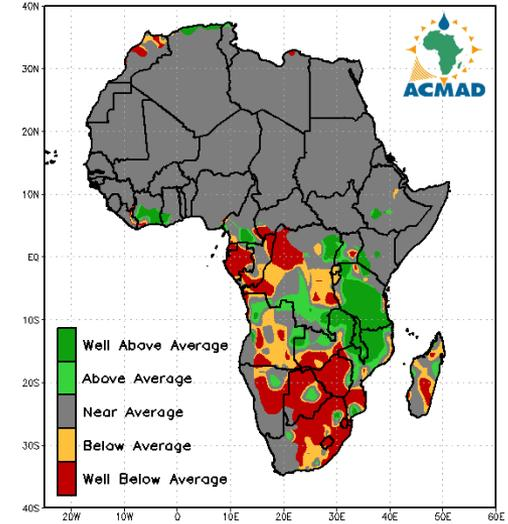 40N
30N
20N
10N
EQ
10S
20S
30S
40S
ACMAD
Well Above Average
Above Average
Near Average
Below Average
Well Below Average
20W 10W 0 10E 20E 30E 40E 50E 60E